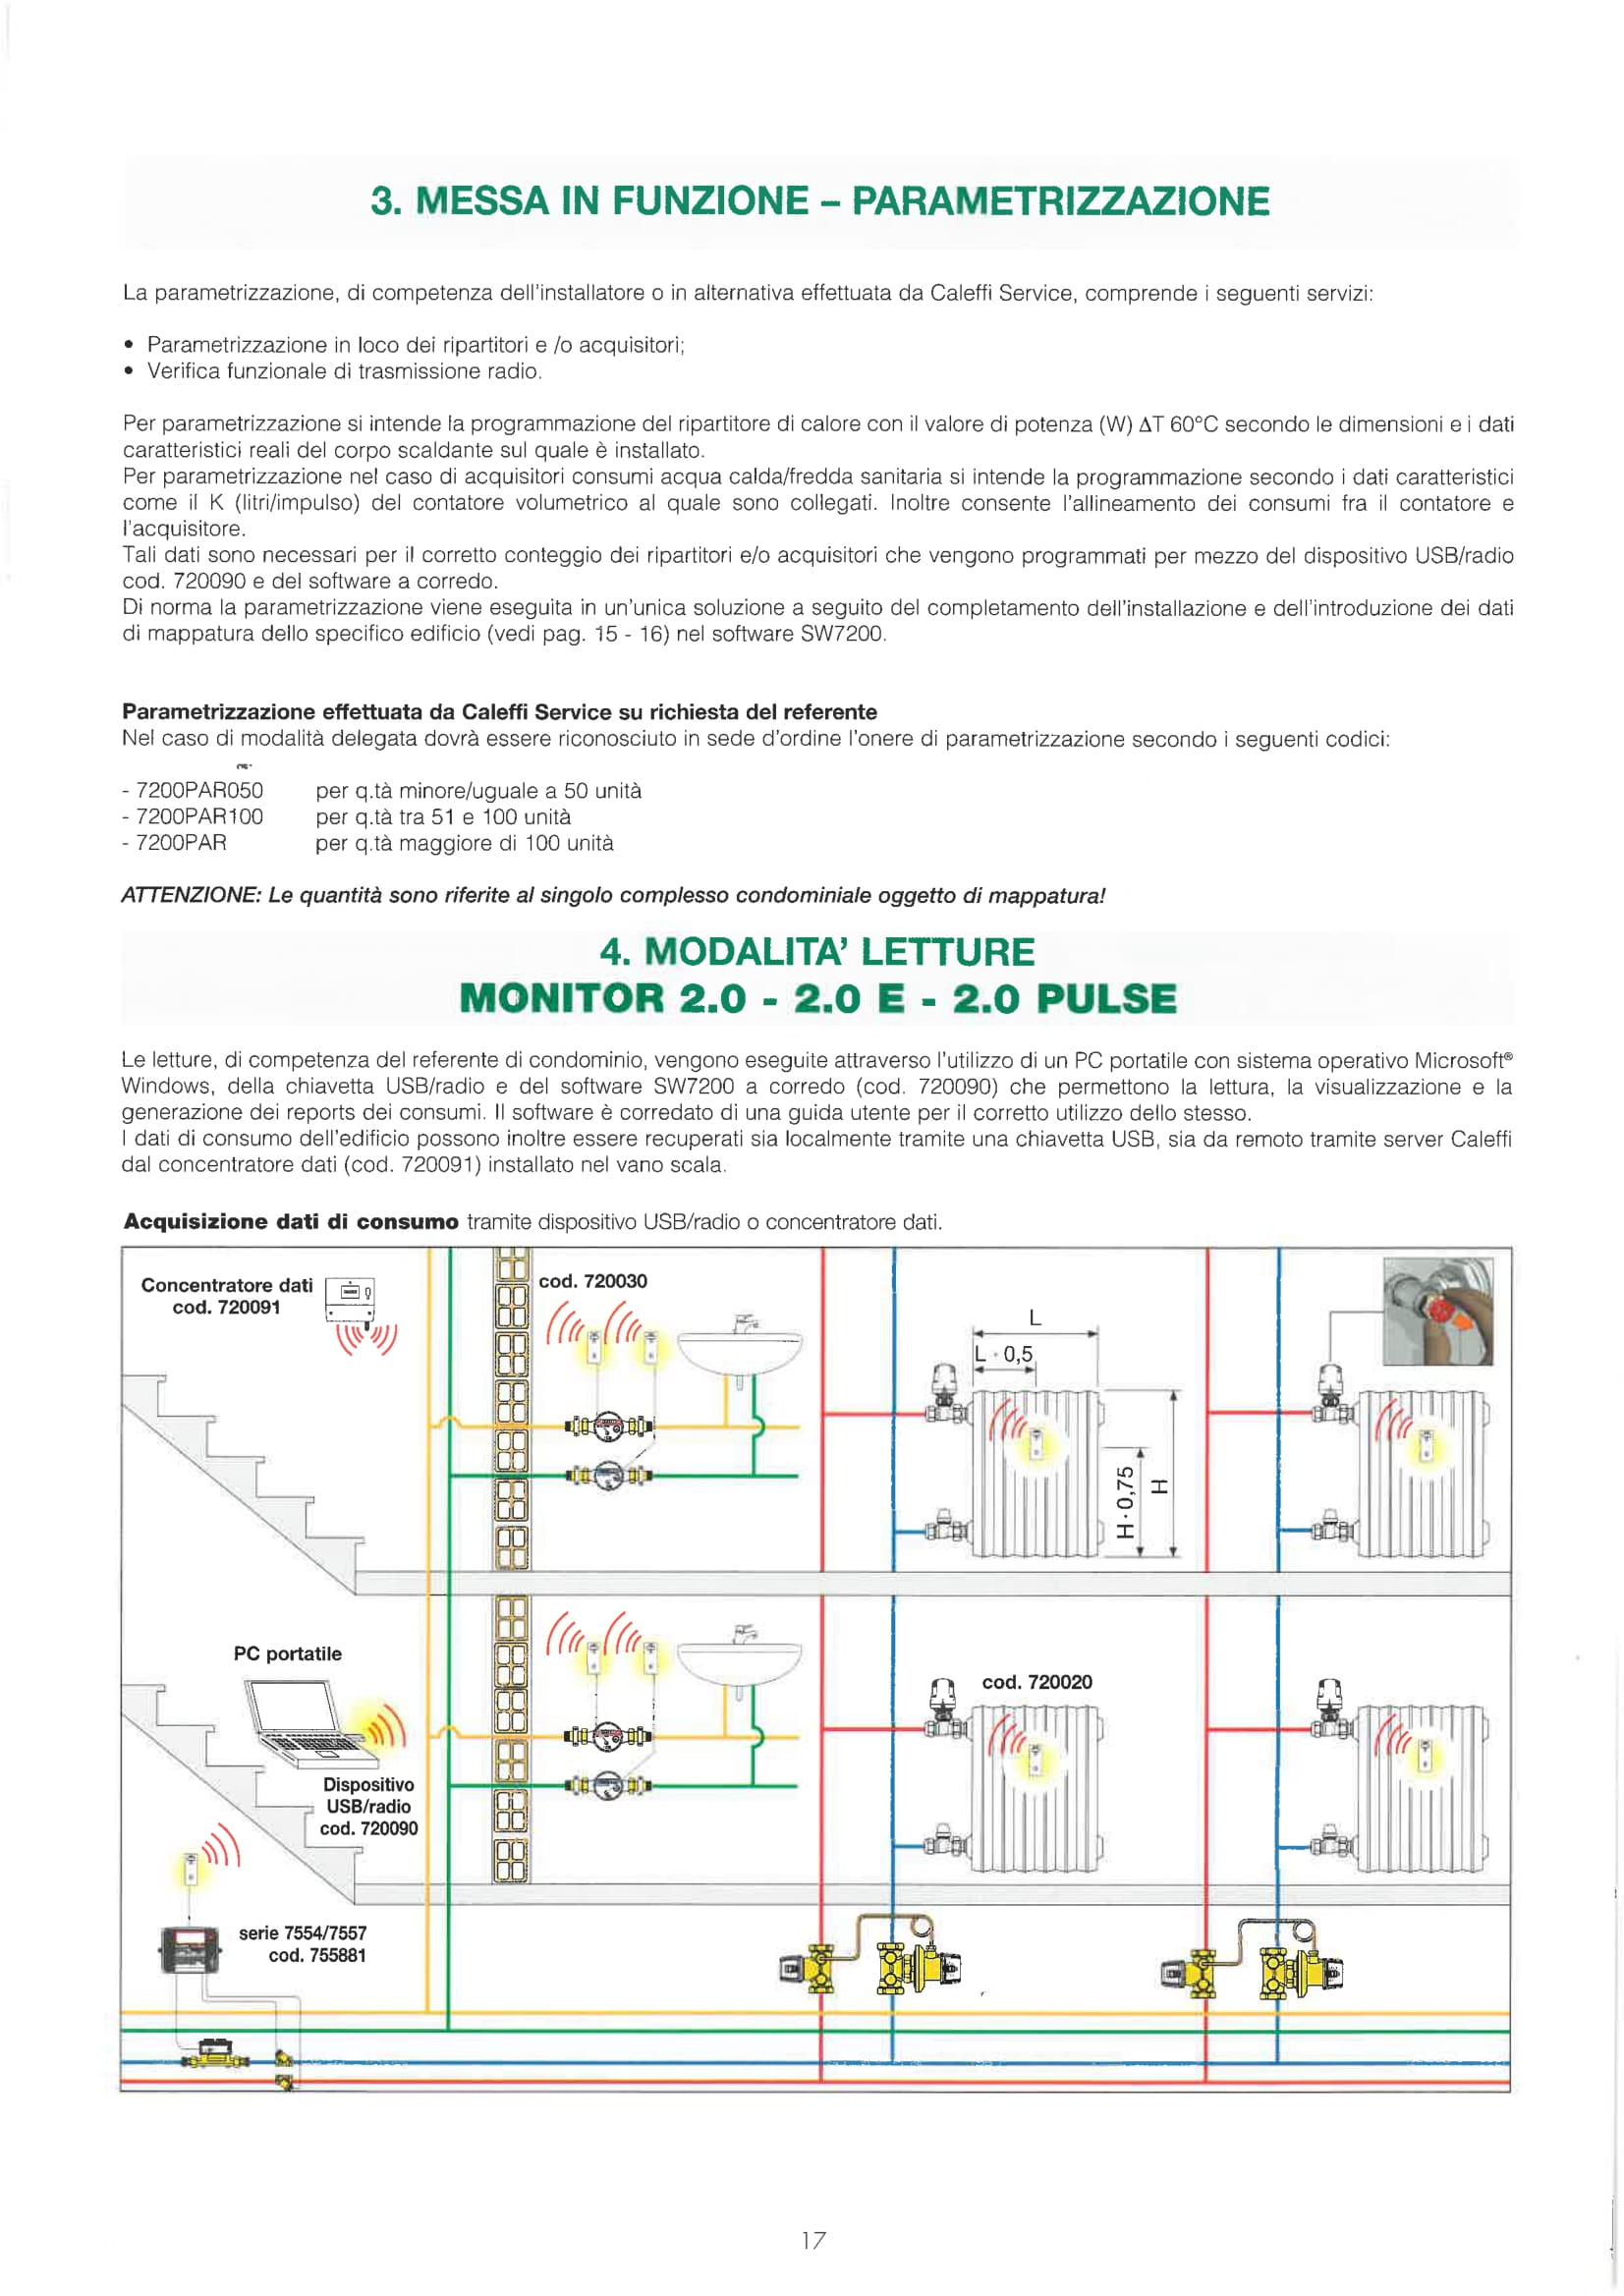 3. MESSA IN FUNZIONE – PARAMETRIZZAZIONE
La parametrizzazione, di competenza dell'installatore o in alternativa effettuata da Caleffi Service, comprende i seguenti servizi:
• Parametrizzazione in loco dei ripartitori e /o acquisitori;
• Verifica funzionale di trasmissione radio.
Per parametrizzazione si intende la programmazione del ripartitore di calore con il valore di potenza (W) ΔT 60°C secondo le dimensioni e i dati
caratteristici reali del corpo scaldante sul quale è installato.
Per parametrizzazione nel caso di acquisitori consumi acqua calda/fredda sanitaria si intende la programmazione secondo i dati caratteristici
come il K (litri/impulso) del contatore volumetrico al quale sono collegati. Inoltre consente l'allineamento dei consumi fra il contatore e
l'acquisitore.
Tali dati sono necessari per il corretto conteggio dei ripartitori e/o acquisitori che vengono programmati per mezzo del dispositivo USB/radio
cod. 720090 e del software a corredo.
Di norma la parametrizzazione viene eseguita in un'unica soluzione a seguito del completamento dell'installazione e dell'introduzione dei dati
di mappatura dello specifico edificio (vedi pag. 15 - 16) nel software SW7200.
Parametrizzazione effettuata da Caleffi Service su richiesta del referente
Nel caso di modalità delegata dovrà essere riconosciuto in sede d'ordine l'onere di parametrizzazione secondo i seguenti codici:
- 7200PAR050 per q.tà minore/uguale a 50 unità
- 7200PAR100 per q.tà tra 51 e 100 unità
- 7200PAR per q.tà maggiore di 100 unità
ATTENZIONE: Le quantità sono riferite al singolo complesso condominiale oggetto di mappatura!
4. MODALITA' LETTURE
MONITOR 2.0 - 2.0 E - 2.0 PULSE
Le letture, di competenza del referente di condominio, vengono eseguite attraverso l'utilizzo di un PC portatile con sistema operativo Microsoft®
Windows, della chiavetta USB/radio e del software SW7200 a corredo (cod. 720090) che permettono la lettura, la visualizzazione e la
generazione dei reports dei consumi. Il software è corredato di una guida utente per il corretto utilizzo dello stesso.
I dati di consumo dell'edificio possono inoltre essere recuperati sia localmente tramite una chiavetta USB, sia da remoto tramite server Caleffi
dal concentratore dati (cod. 720091) installato nel vano scala.
Acquisizione dati di consumo tramite dispositivo USB/radio o concentratore dati.
Concentratore dati
cod. 720091
cod. 720030
L
L · 0,5
H · 0,75
H
PC portatile
Dispositivo
USB/radio
cod. 720090
cod. 720020
serie 7554/7557
cod. 755881
17